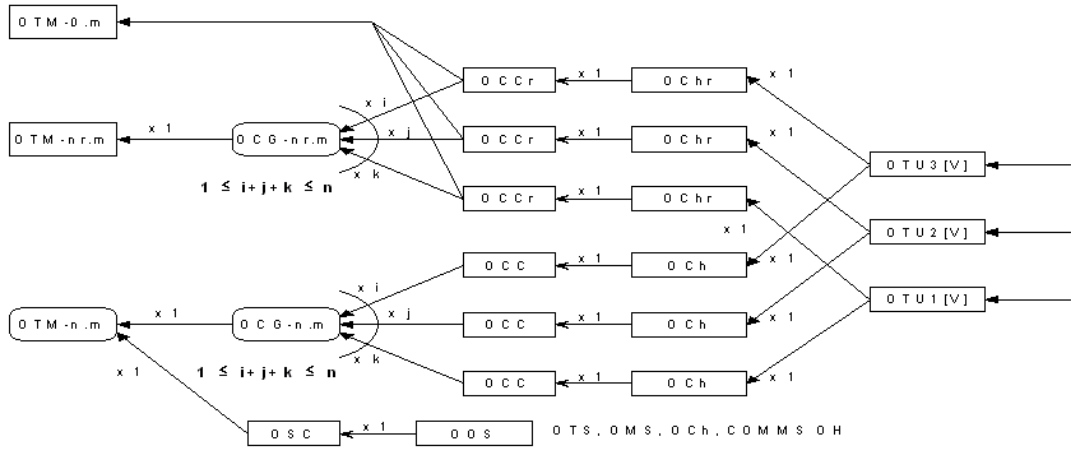 OTM-0.m
OCCr x 1 OChr x 1
x i
OTM-nr.m x 1 OCG-nr.m x j OCCr x 1 OChr x 1
OTU3[V]
x k
1 ≤ i+j+k ≤ n
OCCr x 1 OChr
x 1
OTU2[V]
OCC x 1 OCh x 1
x i
OTU1[V]
OTM-n.m x 1 OCG-n.m x j OCC x 1 OCh x 1
x k
x 1
1 ≤ i+j+k ≤ n
OCC x 1 OCh x 1
OSC x 1 OOS OTS, OMS, OCh, COMMS OH